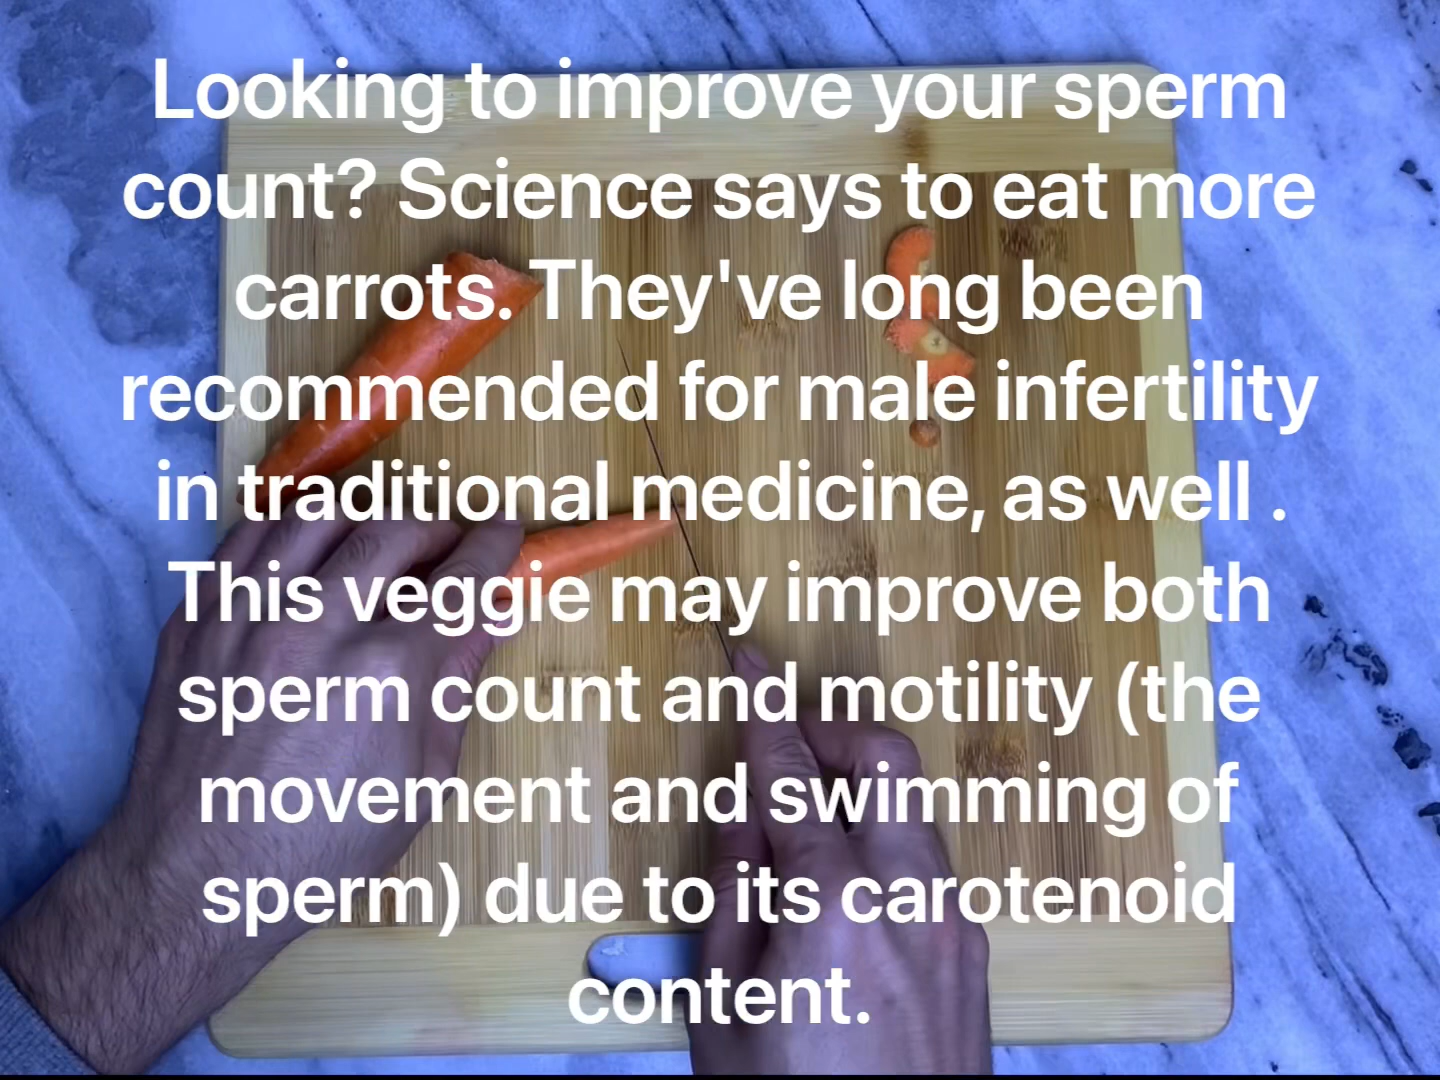 Looking to improve your sperm
count? Science says to eat more
carrots. They've long been
recommended for male infertility
in traditional medicine, as well .
This veggie may improve both
sperm count and motility (the
movement and swimming of
sperm) due to its carotenoid
content.